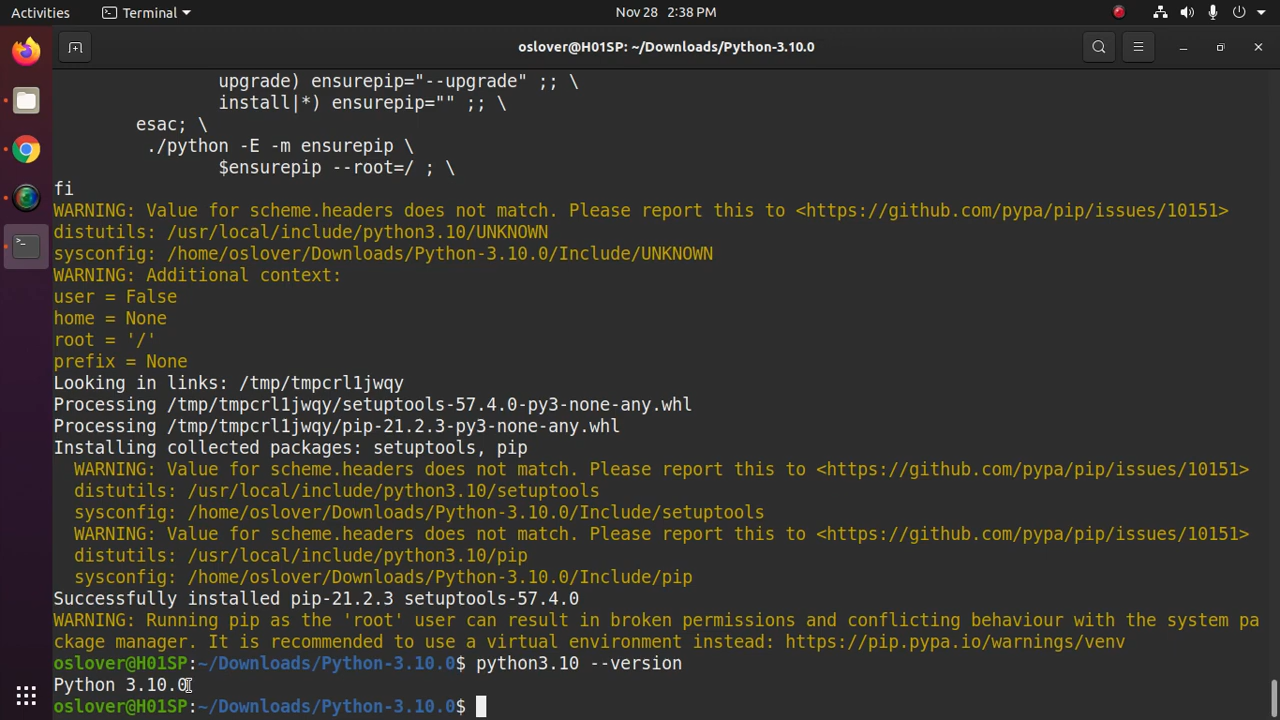 Activities Terminal Nov 28 2:38 PM
oslover@H01SP: ~/Downloads/Python-3.10.0
upgrade) ensurepip="--upgrade" ;; \
install|*) ensurepip="" ;; \
esac; \
./python -E -m ensurepip \
$ensurepip --root=/ ; \
fi
WARNING: Value for scheme.headers does not match. Please report this to <https://github.com/pypa/pip/issues/10151>
distutils: /usr/local/include/python3.10/UNKNOWN
sysconfig: /home/oslover/Downloads/Python-3.10.0/Include/UNKNOWN
WARNING: Additional context:
user = False
home = None
root = '/'
prefix = None
Looking in links: /tmp/tmpcrl1jwqy
Processing /tmp/tmpcrl1jwqy/setuptools-57.4.0-py3-none-any.whl
Processing /tmp/tmpcrl1jwqy/pip-21.2.3-py3-none-any.whl
Installing collected packages: setuptools, pip
WARNING: Value for scheme.headers does not match. Please report this to <https://github.com/pypa/pip/issues/10151>
distutils: /usr/local/include/python3.10/setuptools
sysconfig: /home/oslover/Downloads/Python-3.10.0/Include/setuptools
WARNING: Value for scheme.headers does not match. Please report this to <https://github.com/pypa/pip/issues/10151>
distutils: /usr/local/include/python3.10/pip
sysconfig: /home/oslover/Downloads/Python-3.10.0/Include/pip
Successfully installed pip-21.2.3 setuptools-57.4.0
WARNING: Running pip as the 'root' user can result in broken permissions and conflicting behaviour with the system pa
ckage manager. It is recommended to use a virtual environment instead: https://pip.pypa.io/warnings/venv
oslover@H01SP:~/Downloads/Python-3.10.0$ python3.10 --version
Python 3.10.0
oslover@H01SP:~/Downloads/Python-3.10.0$